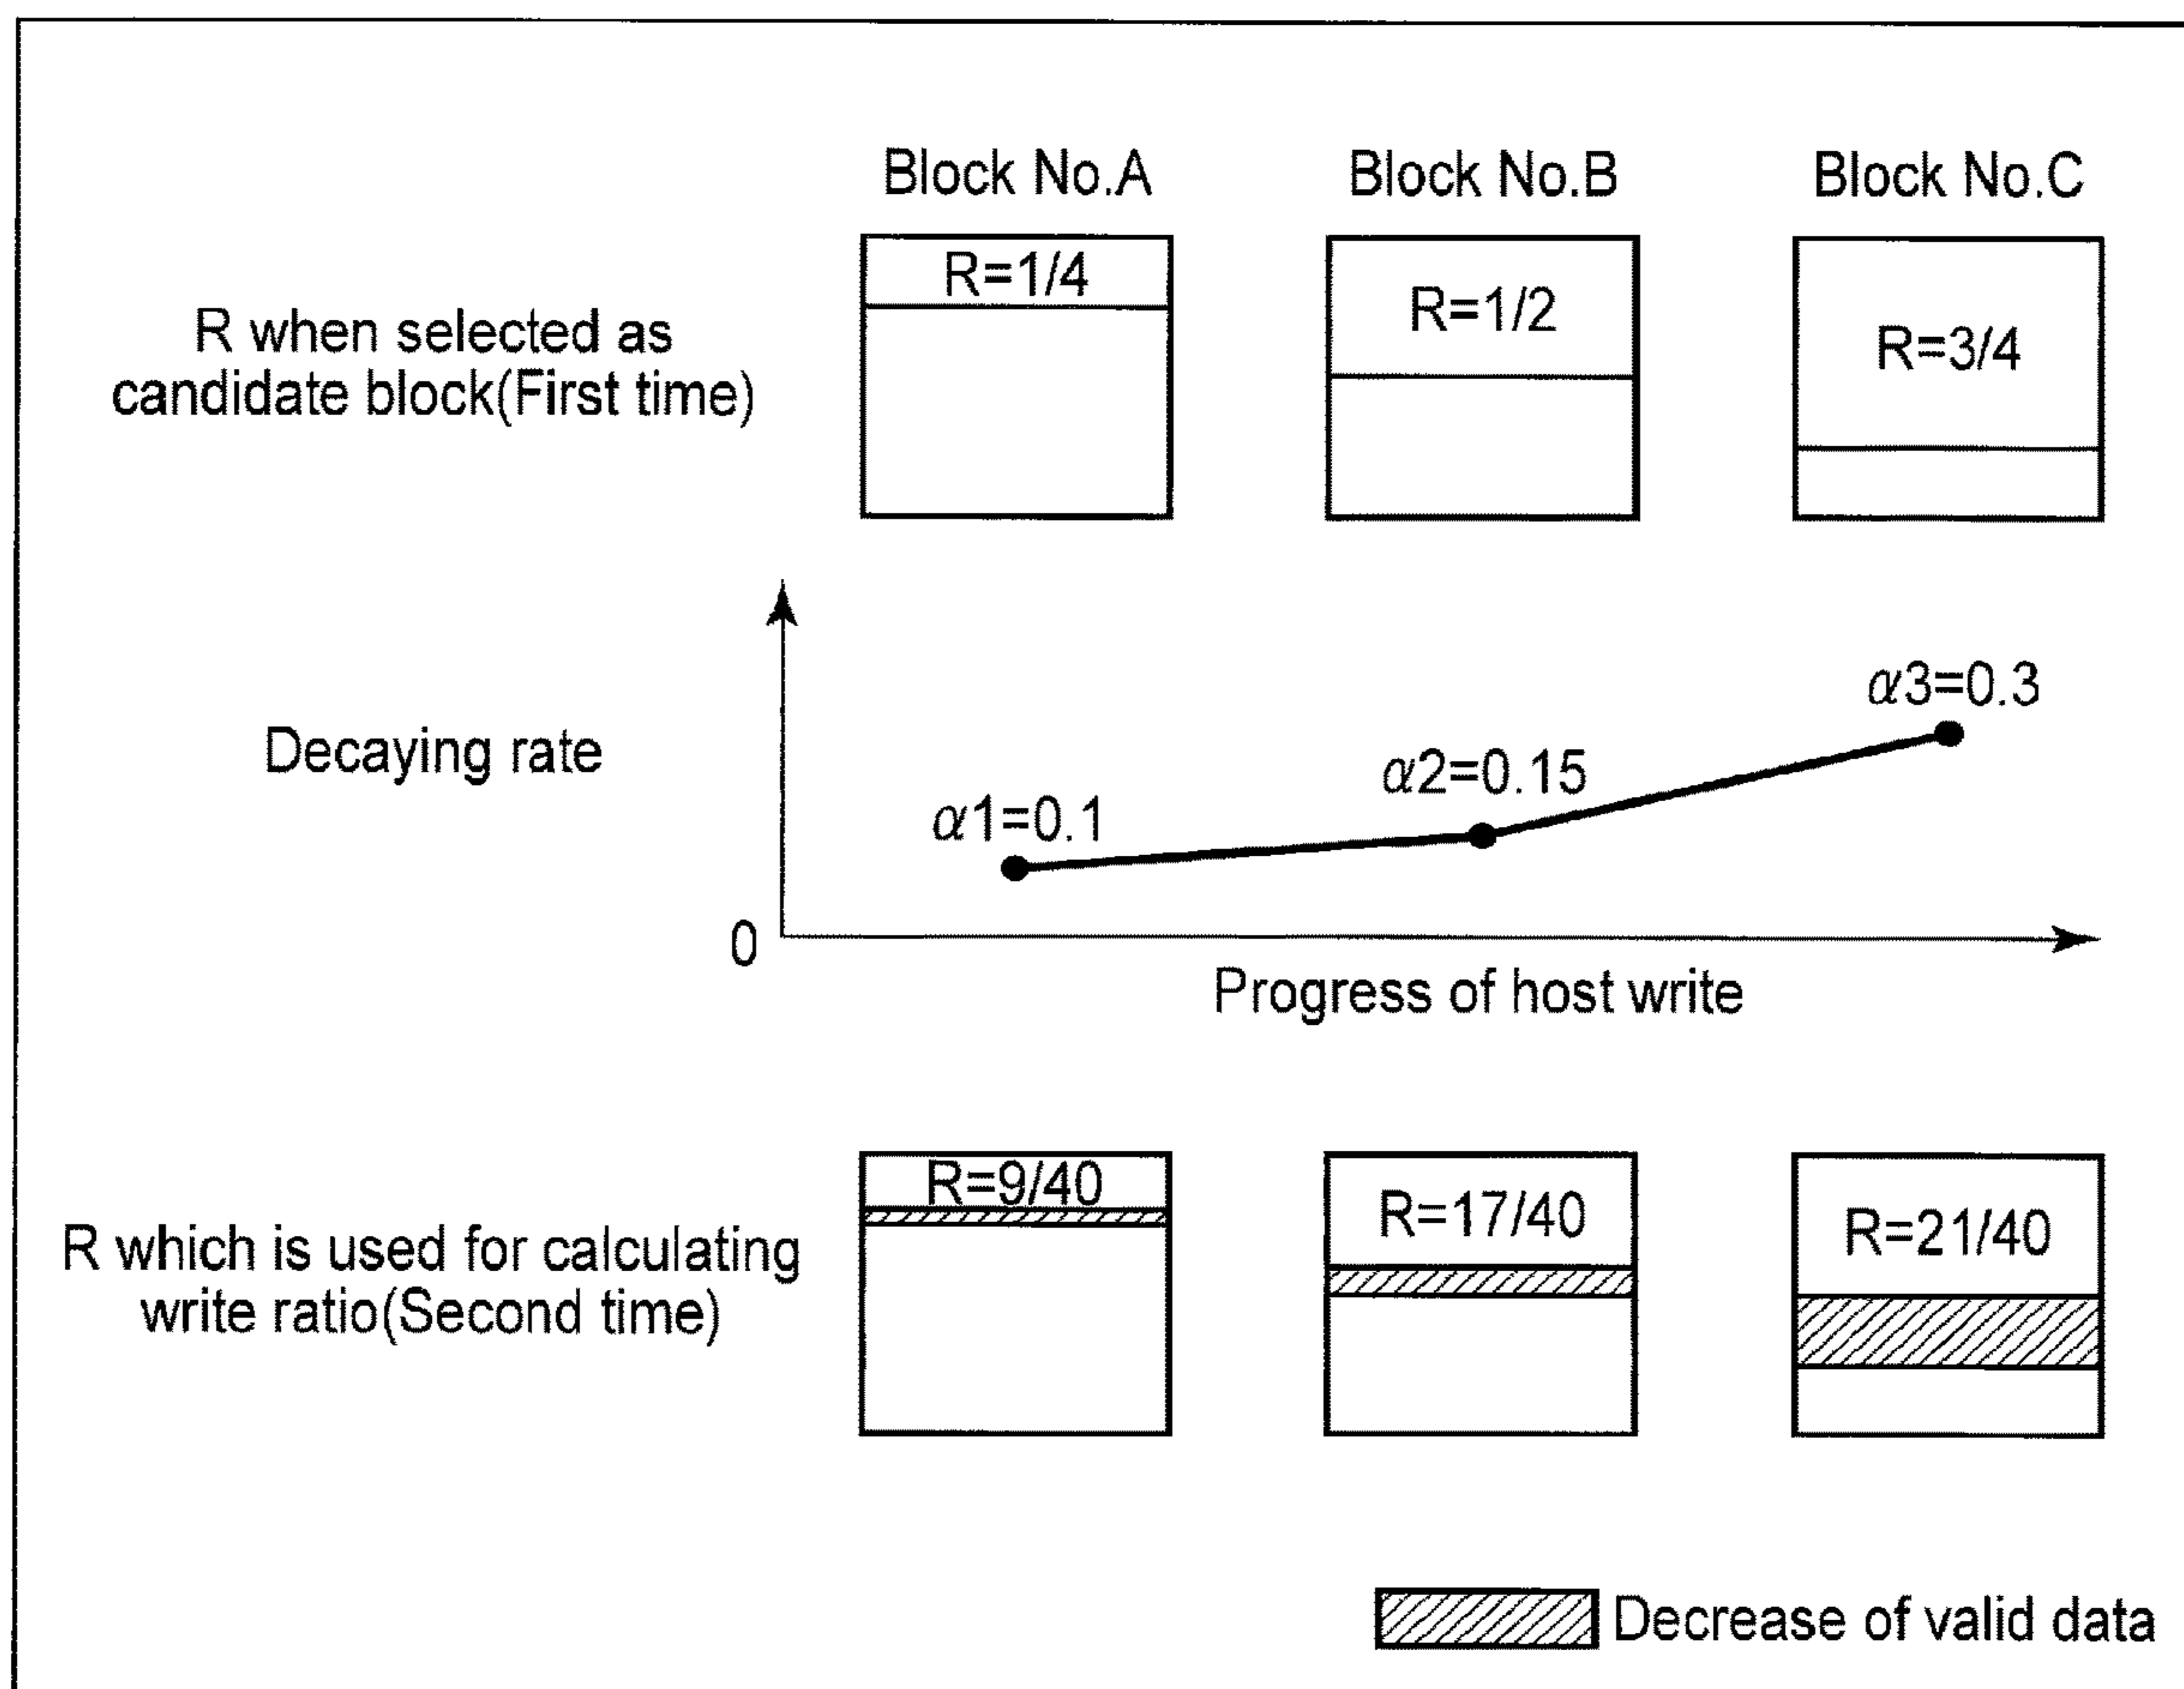 Block No.A
Block No.B
Block No.C
R when selected as
candidate block(First time)
R=1/4
R=1/2
R=3/4
Decaying rate
α1=0.1
α2=0.15
α3=0.3
0
Progress of host write
R which is used for calculating
write ratio(Second time)
R=9/40
R=17/40
R=21/40
Decrease of valid data